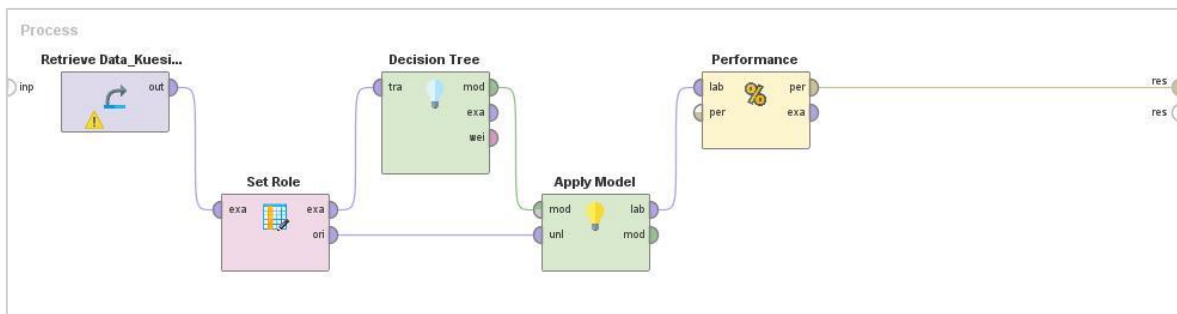 Process
Retrieve Data_Kuesi...
Decision Tree
Performance
inp
out
tra
mod
exa
wei
lab
per
per
exa
res
res
Set Role
Apply Model
exa
exa
ori
mod
unl
lab
mod